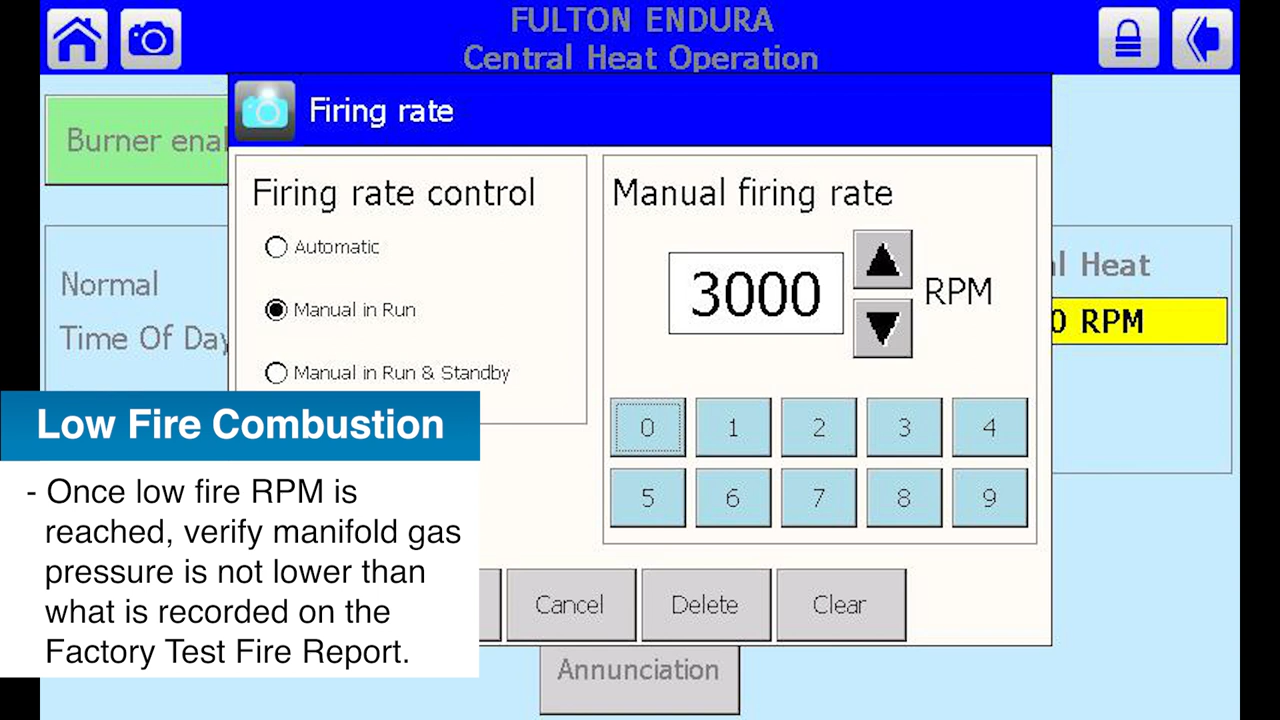 FULTON ENDURA
Central Heat Operation
Firing rate
Burner enal
Firing rate control
Automatic
Manual in Run
Manual in Run & Standby
Manual firing rate
3000
RPM
0 1 2 3 4
5 6 7 8 9
Normal
Time Of Day
l Heat
0 RPM
Low Fire Combustion
- Once low fire RPM is
reached, verify manifold gas
pressure is not lower than
what is recorded on the
Factory Test Fire Report.
Cancel
Delete
Clear
Annunciation